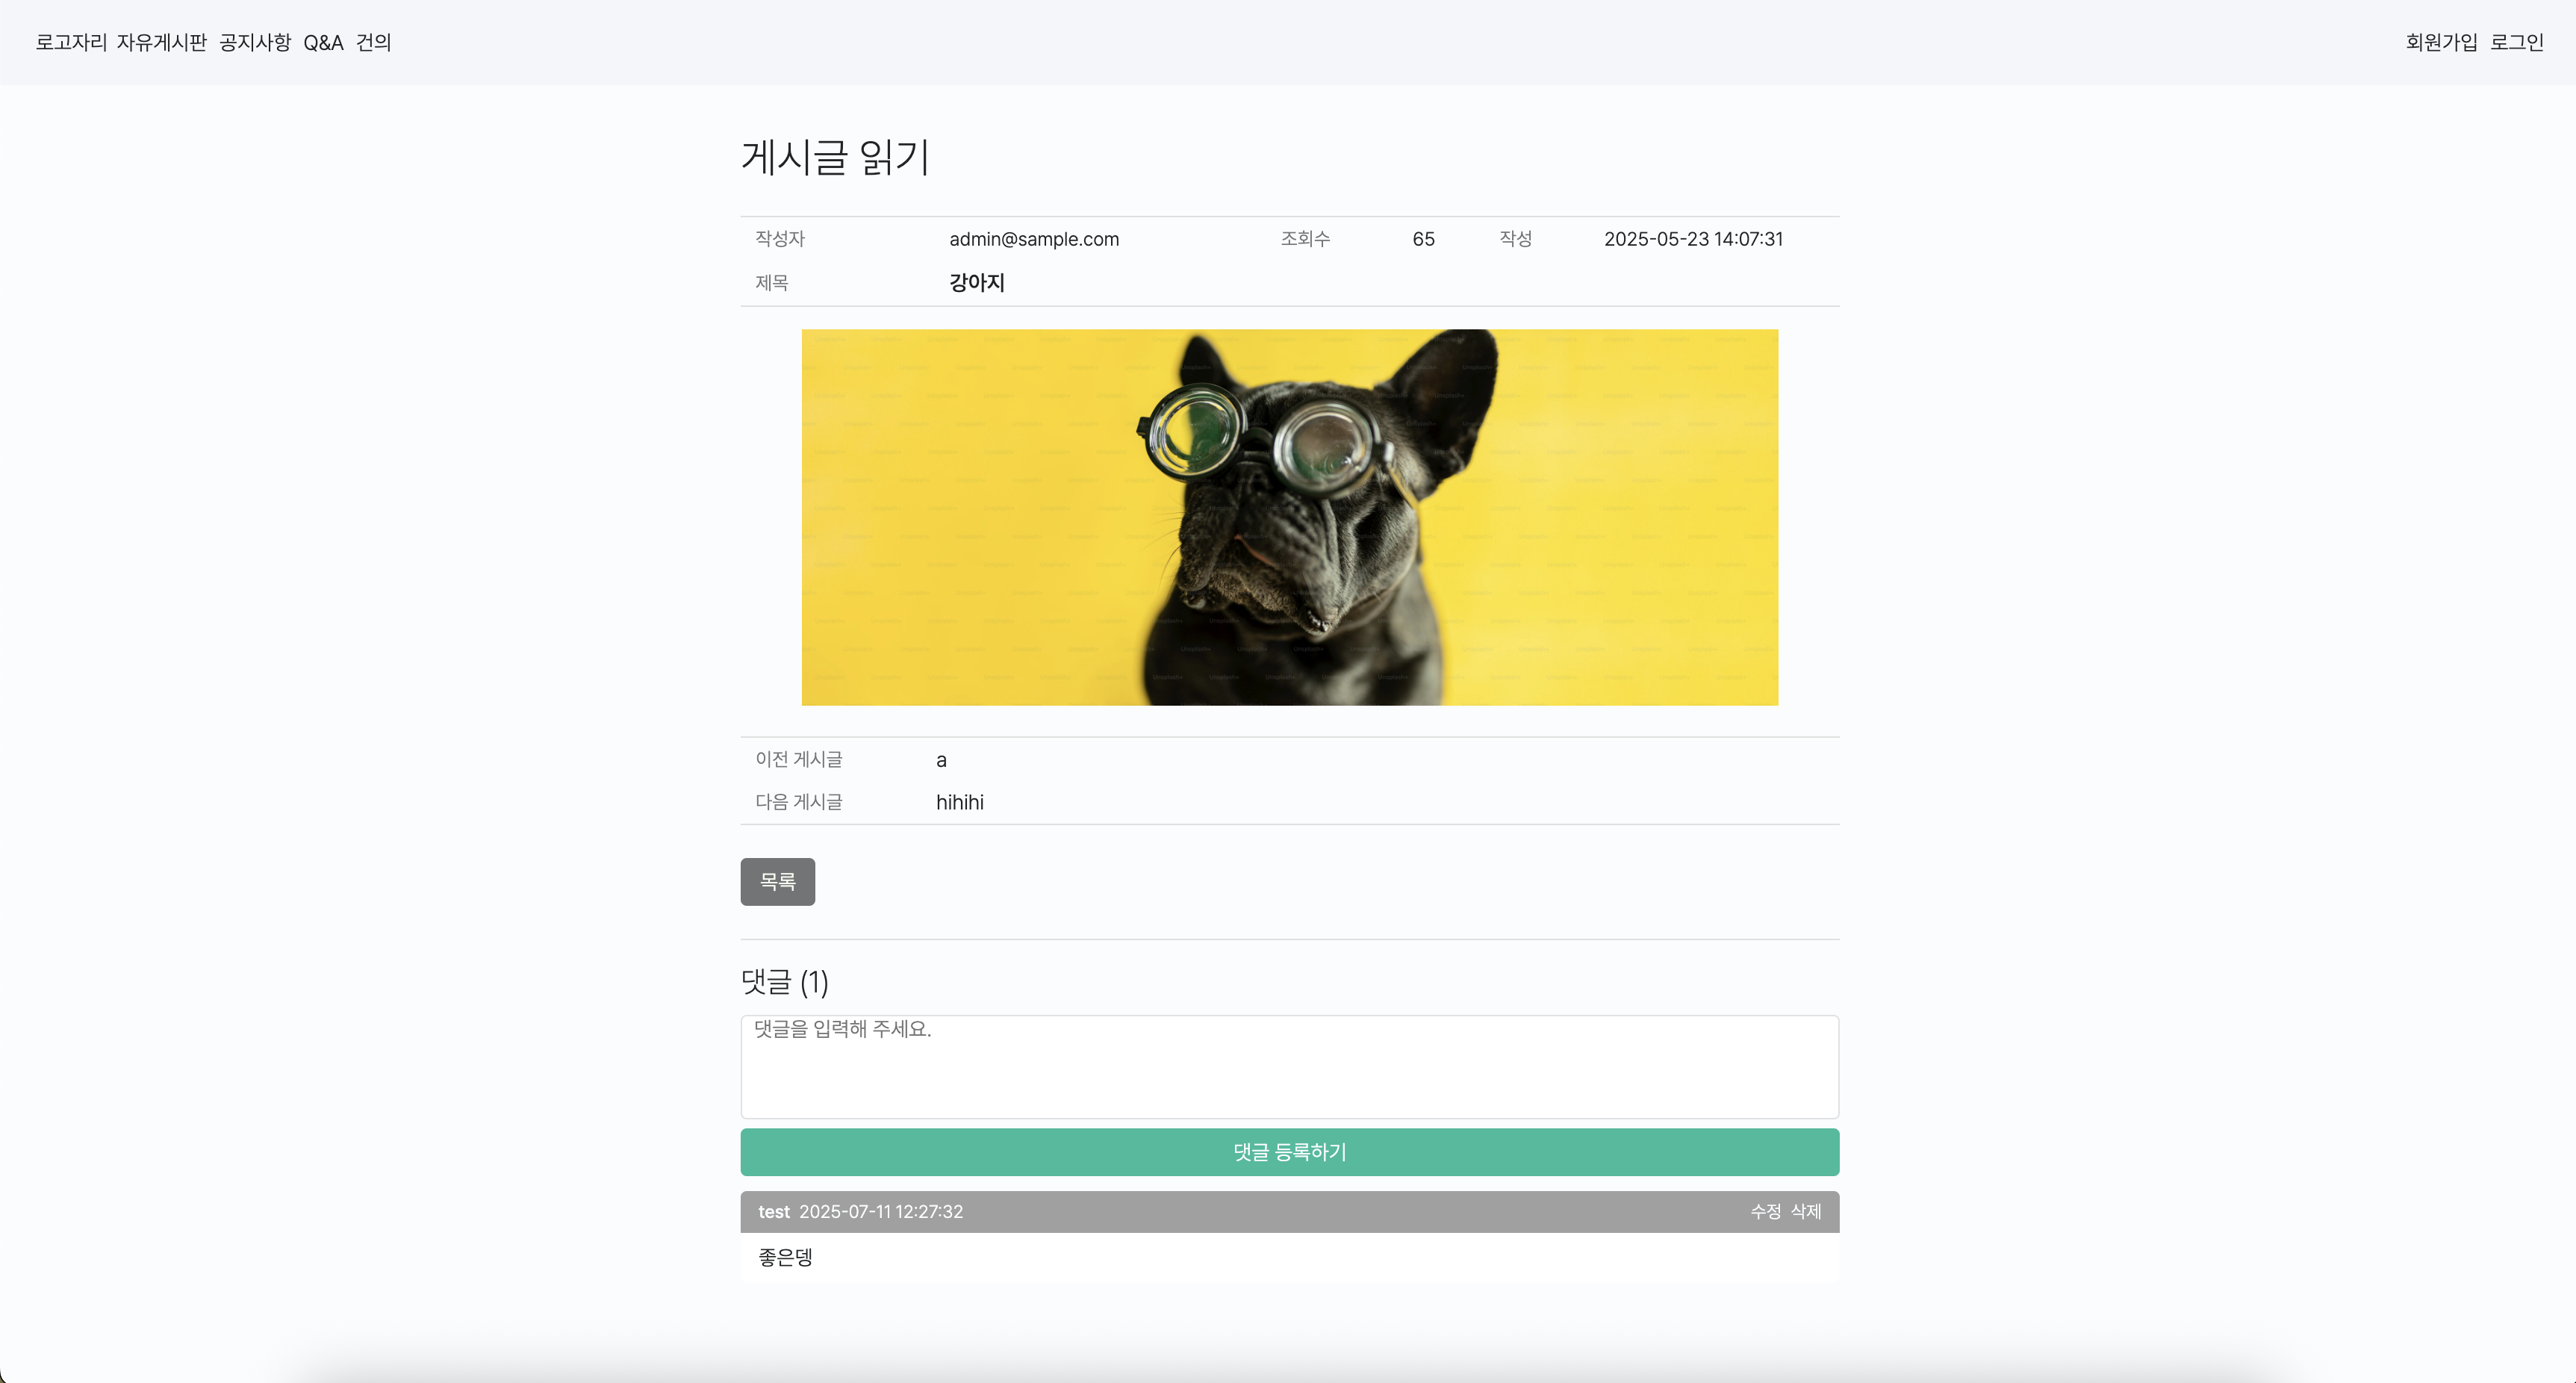 로고자리 자유게시판 공지사항 Q&A 건의 회원가입 로그인
게시글 읽기
작성자 admin@sample.com 조회수 65 작성 2025-05-23 14:07:31
제목 강아지
이전 게시글 a
다음 게시글 hihihi
목록
댓글 (1)
댓글을 입력해 주세요.
댓글 등록하기
test 2025-07-11 12:27:32 수정 삭제
좋은뎅